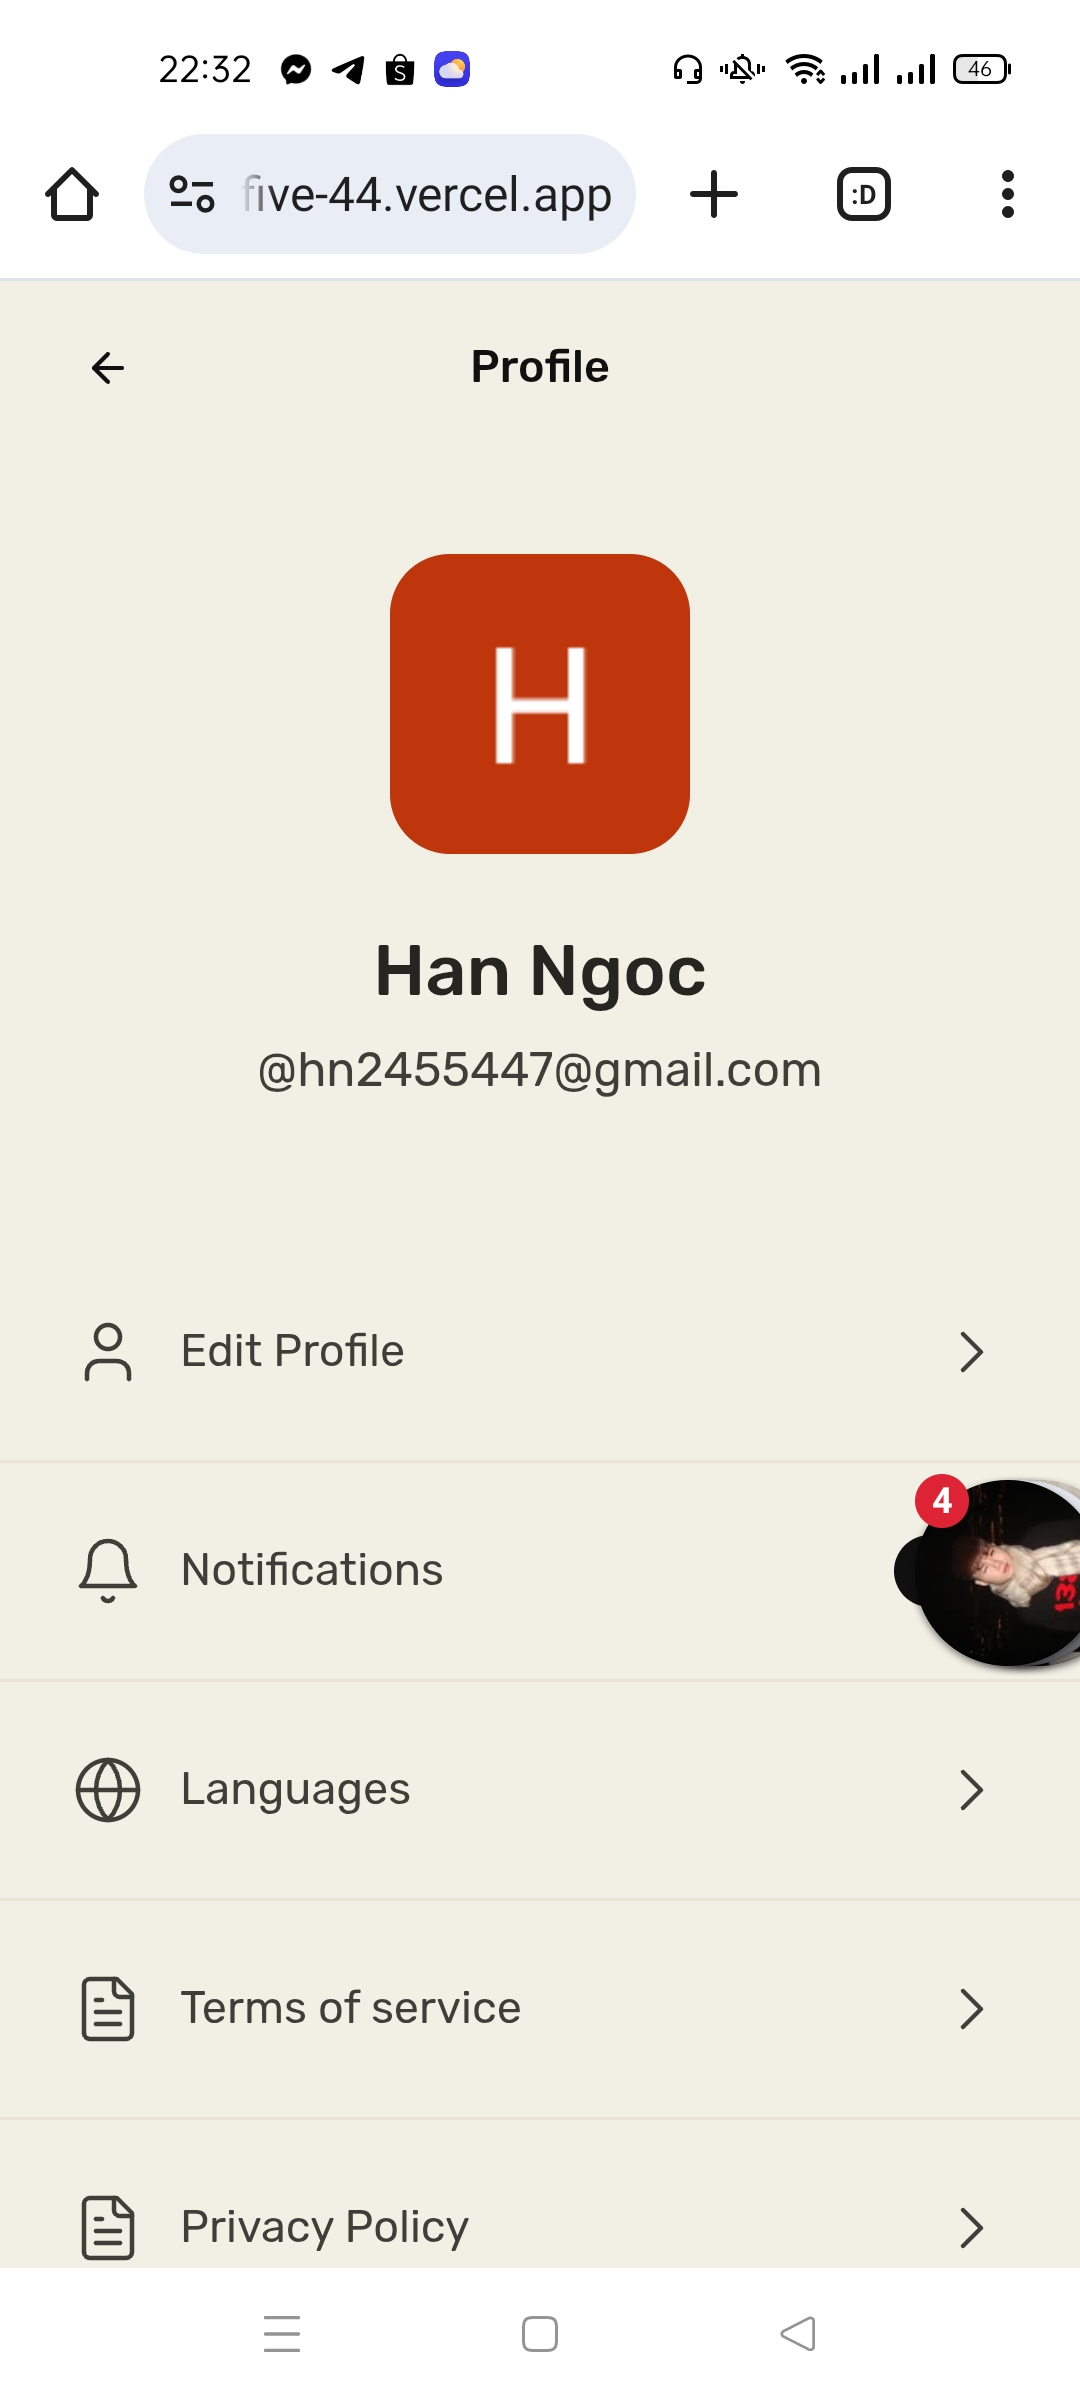 22:32
46
five-44.vercel.app
:D
Profile
H
Han Ngoc
@hn2455447@gmail.com
Edit Profile
4
Notifications
Languages
Terms of service
Privacy Policy